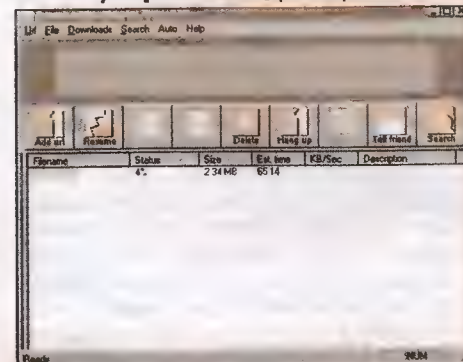 Url File Downloads Search Auto Help
Add url Resume Delete Hang up Tell friend Search
Filename Status Size Est. time KB/Sec Description
4% 2.34 MB 65:14
Ready NUM